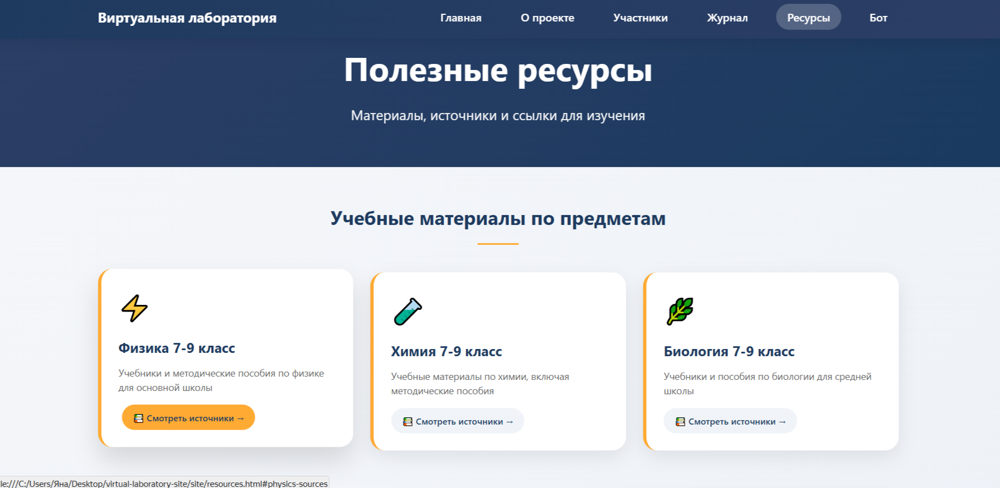 Виртуальная лаборатория
Главная
О проекте
Участники
Журнал
Ресурсы
Бот
Полезные ресурсы
Материалы, источники и ссылки для изучения
Учебные материалы по предметам
Физика 7-9 класс
Учебники и методические пособия по физике
для основной школы
Смотреть источники →
Химия 7-9 класс
Учебные материалы по химии, включая
методические пособия
Смотреть источники →
Биология 7-9 класс
Учебники и пособия по биологии для средней
школы
Смотреть источники →
le:///C:/Users/Яна/Desktop/virtual-laboratory-site/site/resources.html#physics-sources